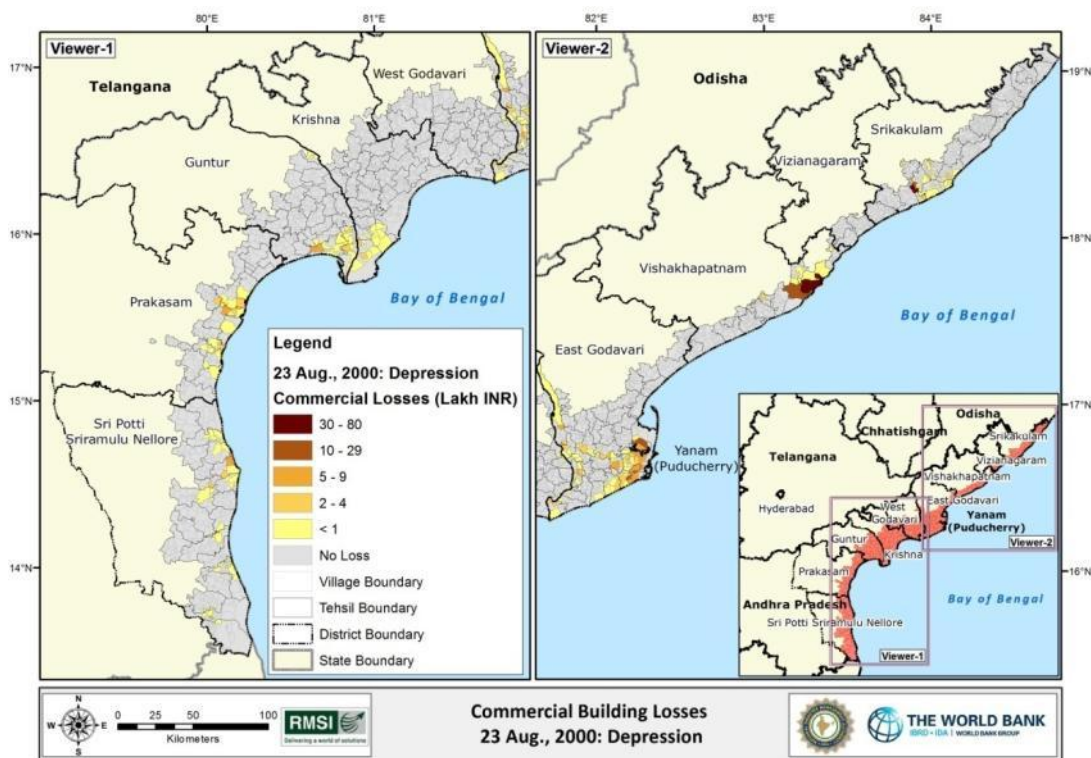 80°E
81°E
82°E
83°E
84°E
Viewer-1
17°N
16°N
15°N
14°N
Telangana
West Godavari
Krishna
Guntur
Prakasam
Sri Potti
Sriramulu Nellore
Bay of Bengal
Legend
23 Aug., 2000: Depression
Commercial Losses (Lakh INR)
30 - 80
10 - 29
5 - 9
2 - 4
< 1
No Loss
Village Boundary
Tehsil Boundary
District Boundary
State Boundary
Viewer-2
19°N
18°N
17°N
16°N
Odisha
Srikakulam
Vizianagaram
Vishakhapatnam
East Godavari
Yanam
(Puducherry)
Bay of Bengal
Odisha
Chhatishgarh
Srikakulam
Telangana
Vizianagaram
Vishakhapatnam
East Godavari
Hyderabad
West
Godavari
Yanam
(Puducherry)
Guntur
Viewer-2
Krishna
Prakasam
Andhra Pradesh
Bay of Bengal
Sri Potti Sriramulu Nellore
Viewer-1
N
W
E
S
0 25 50 100
Kilometers
RMSI
Delivering a world of solutions
Commercial Building Losses
23 Aug., 2000: Depression
THE WORLD BANK
IBRD • IDA | WORLD BANK GROUP